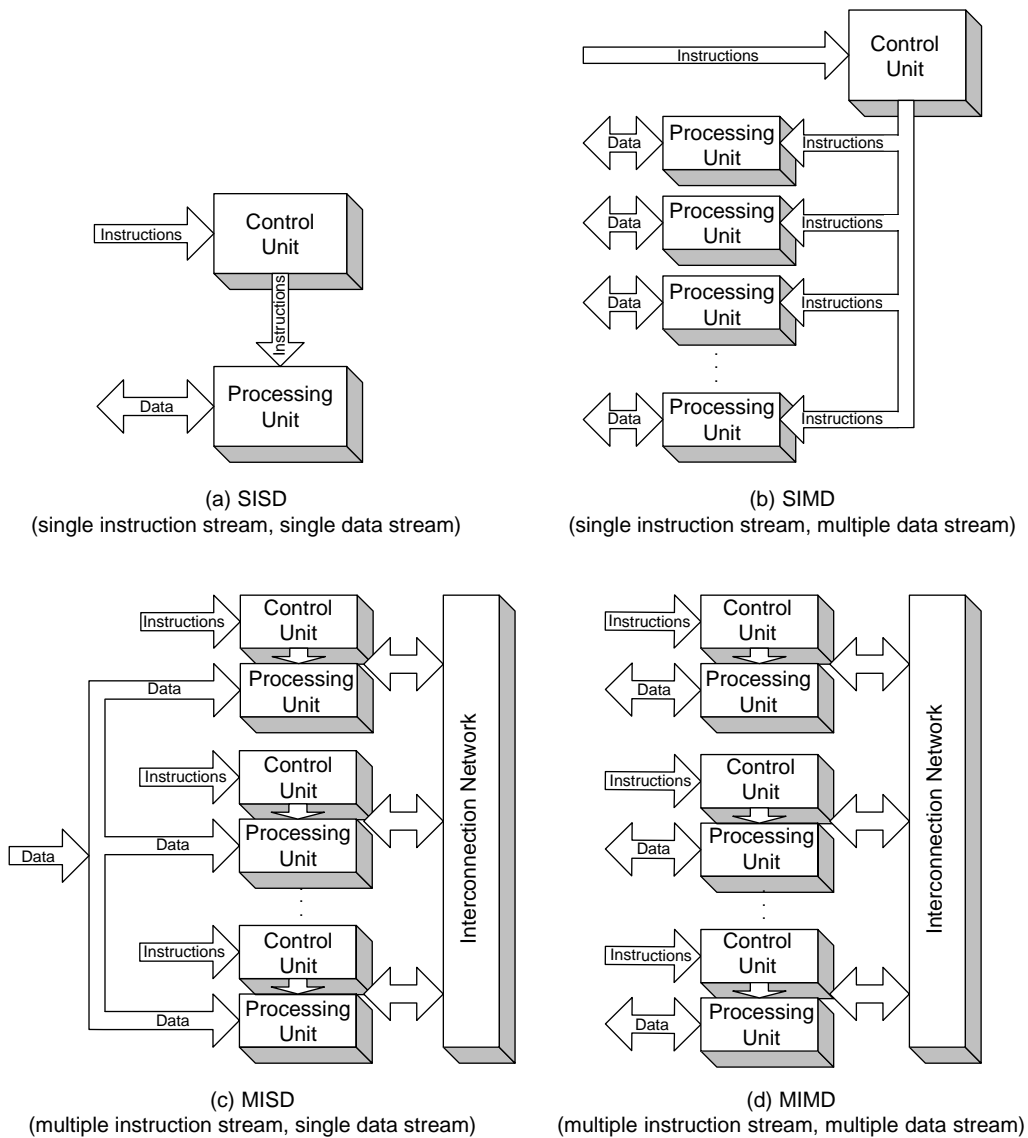 Instructions
Control
Unit
Instructions
Processing
Unit
Data
(a) SISD
(single instruction stream, single data stream)
Instructions
Control
Unit
Data
Processing
Unit
Instructions
Data
Processing
Unit
Instructions
Data
Processing
Unit
Instructions
. . .
Data
Processing
Unit
Instructions
(b) SIMD
(single instruction stream, multiple data stream)
Data
Instructions
Control
Unit
Data
Processing
Unit
Instructions
Control
Unit
Data
Processing
Unit
. . .
Instructions
Control
Unit
Data
Processing
Unit
Interconnection Network
(c) MISD
(multiple instruction stream, single data stream)
Instructions
Control
Unit
Data
Processing
Unit
Instructions
Control
Unit
Data
Processing
Unit
. . .
Instructions
Control
Unit
Data
Processing
Unit
Interconnection Network
(d) MIMD
(multiple instruction stream, multiple data stream)